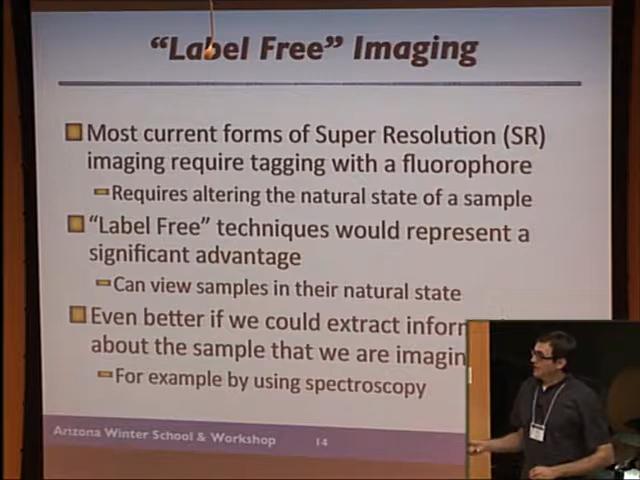 “Label Free” Imaging
Most current forms of Super Resolution (SR)
imaging require tagging with a fluorophore
Requires altering the natural state of a sample
“Label Free” techniques would represent a
significant advantage
Can view samples in their natural state
Even better if we could extract inform
about the sample that we are imagin
For example by using spectroscopy
Arizona Winter School & Workshop
14